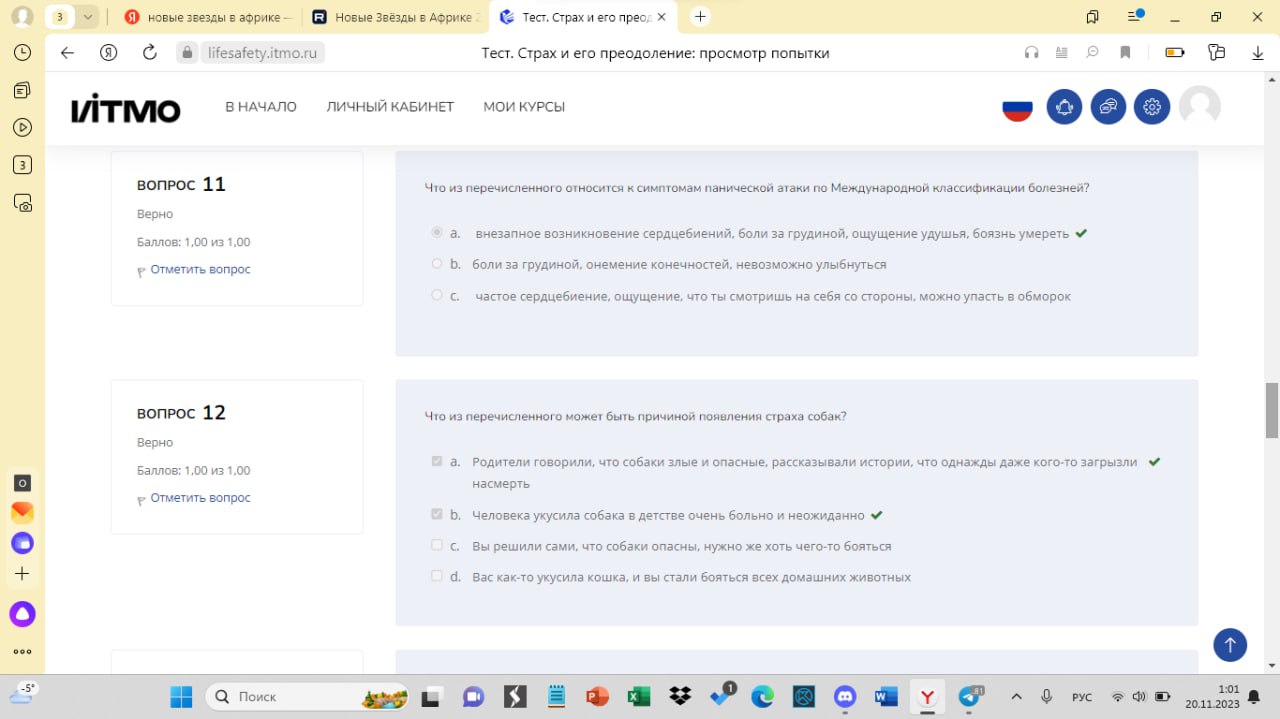 3
новые звезды в африке —
Новые Звёзды в Африке 2
Тест. Страх и его преод
lifesafety.itmo.ru
Тест. Страх и его преодоление: просмотр попытки
ИТМО
В НАЧАЛО
ЛИЧНЫЙ КАБИНЕТ
МОИ КУРСЫ
3
ВОПРОС 11
Верно
Баллов: 1,00 из 1,00
Отметить вопрос
Что из перечисленного относится к симптомам панической атаки по Международной классификации болезней?
a. внезапное возникновение сердцебиений, боли за грудиной, ощущение удушья, боязнь умереть
b. боли за грудиной, онемение конечностей, невозможно улыбнуться
c. частое сердцебиение, ощущение, что ты смотришь на себя со стороны, можно упасть в обморок
ВОПРОС 12
Верно
Баллов: 1,00 из 1,00
Отметить вопрос
Что из перечисленного может быть причиной появления страха собак?
a. Родители говорили, что собаки злые и опасные, рассказывали истории, что однажды даже кого-то загрызли
насмерть
b. Человека укусила собака в детстве очень больно и неожиданно
c. Вы решили сами, что собаки опасны, нужно же хоть чего-то бояться
d. Вас как-то укусила кошка, и вы стали бояться всех домашних животных
O
-5°
Поиск
1
81
РУС
1:01
20.11.2023